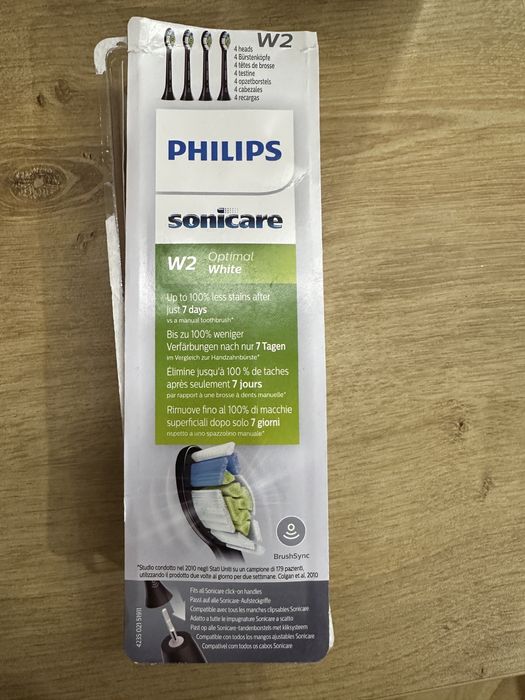 W2
4 heads
4 Bürstenköpfe
4 têtes de brosse
4 testine
4 opzetborstels
4 cabezales
4 recargas
PHILIPS
sonicare
W2 Optimal
White
Up to 100% less stains after
just 7 days
vs a manual toothbrush*
Bis zu 100% weniger
Verfärbungen nach nur 7 Tagen
im Vergleich zur Handzahnbürste*
Élimine jusqu'à 100 % de taches
après seulement 7 jours
par rapport à une brosse à dents manuelle*
Rimuove fino al 100% di macchie
superficiali dopo solo 7 giorni
rispetto a uno spazzolino manuale*
BrushSync
*Studio condotto nel 2010 negli Stati Uniti su un campione di 179 pazienti,
utilizzando il prodotto due volte al giorno per due settimane. Colgan et al. 2010
Fits all Sonicare click-on handles
Passt auf alle Sonicare-Aufsteckgriffe
Compatible avec tous les manches clipsables Sonicare
Adatto a tutte le impugnature Sonicare a scatto
Past op alle Sonicare-tandenborstels met kliksysteem
Compatible con todos los mangos ajustables Sonicare
Compatível com todos os cabos Sonicare
4235 021 51691